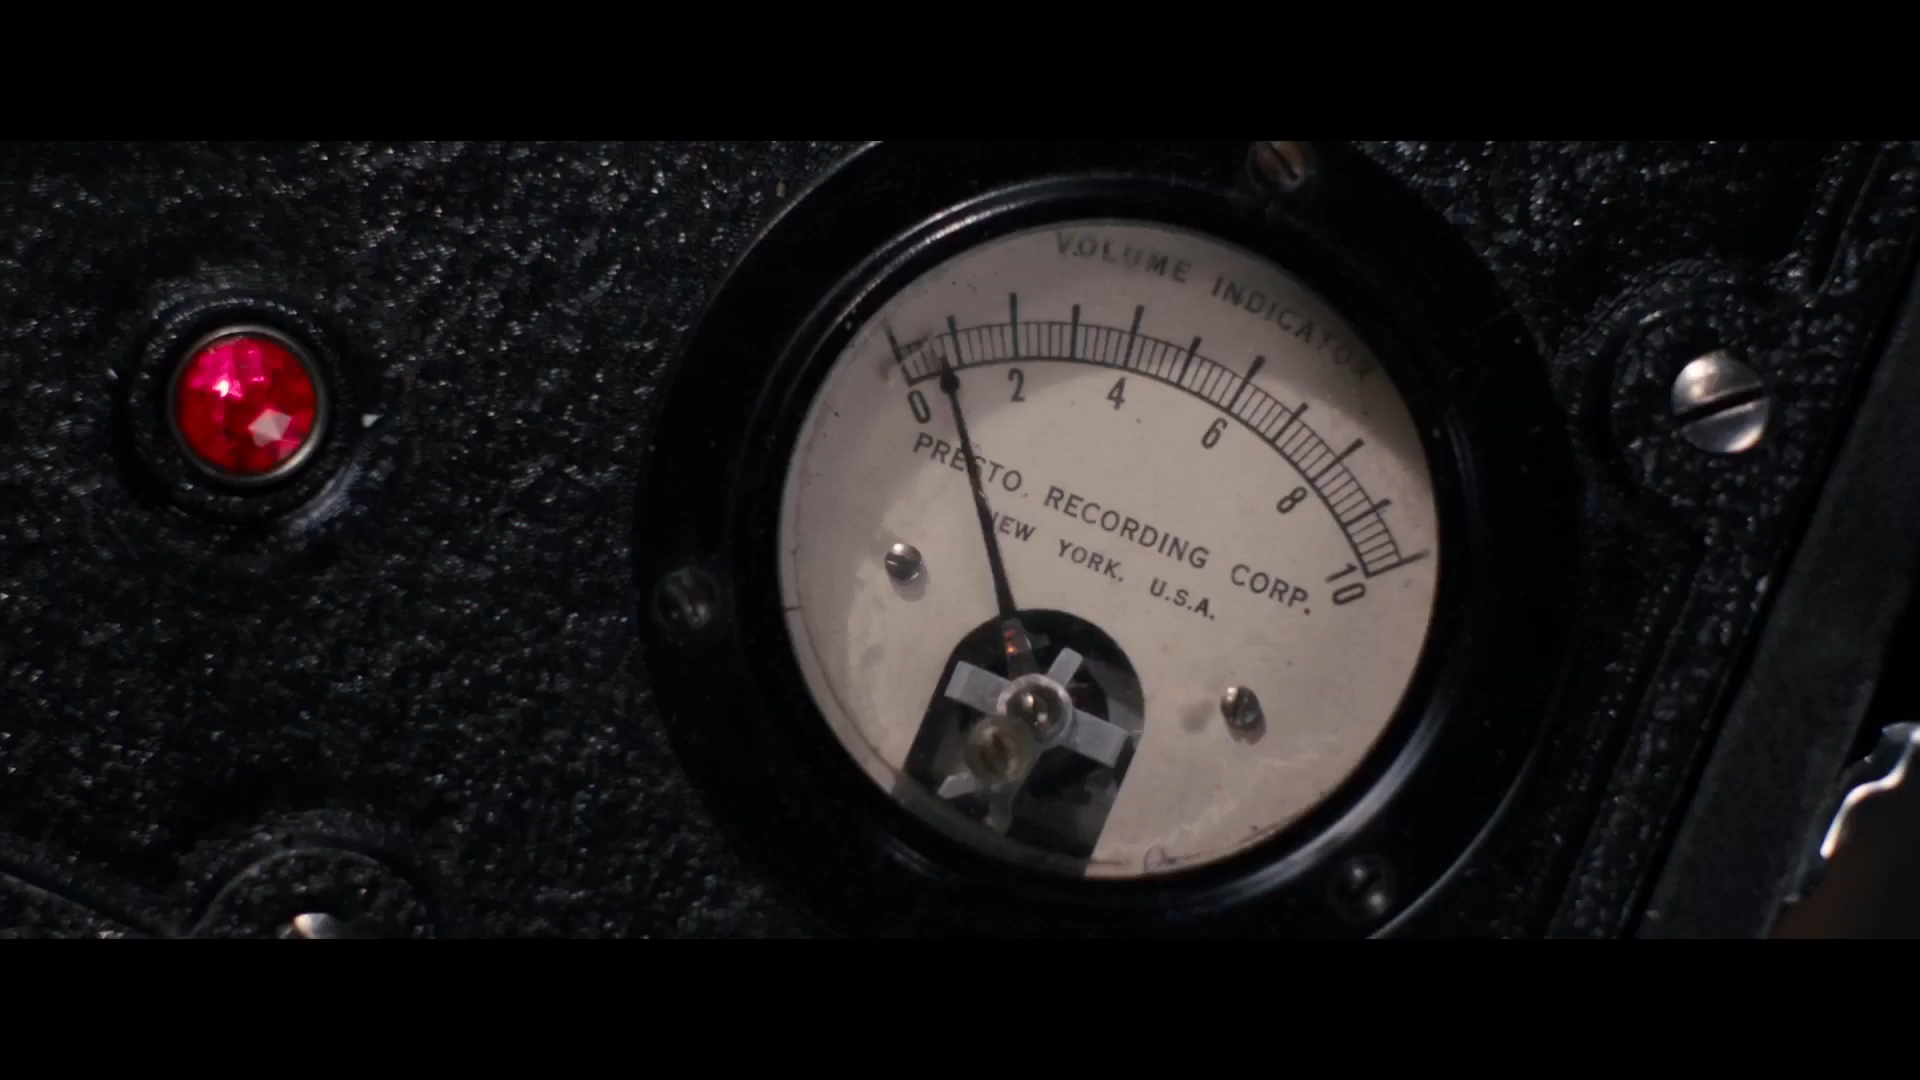 VOLUME INDICATOR
0 2 4 6 8 10
PRESTO RECORDING CORP.
NEW YORK. U.S.A.